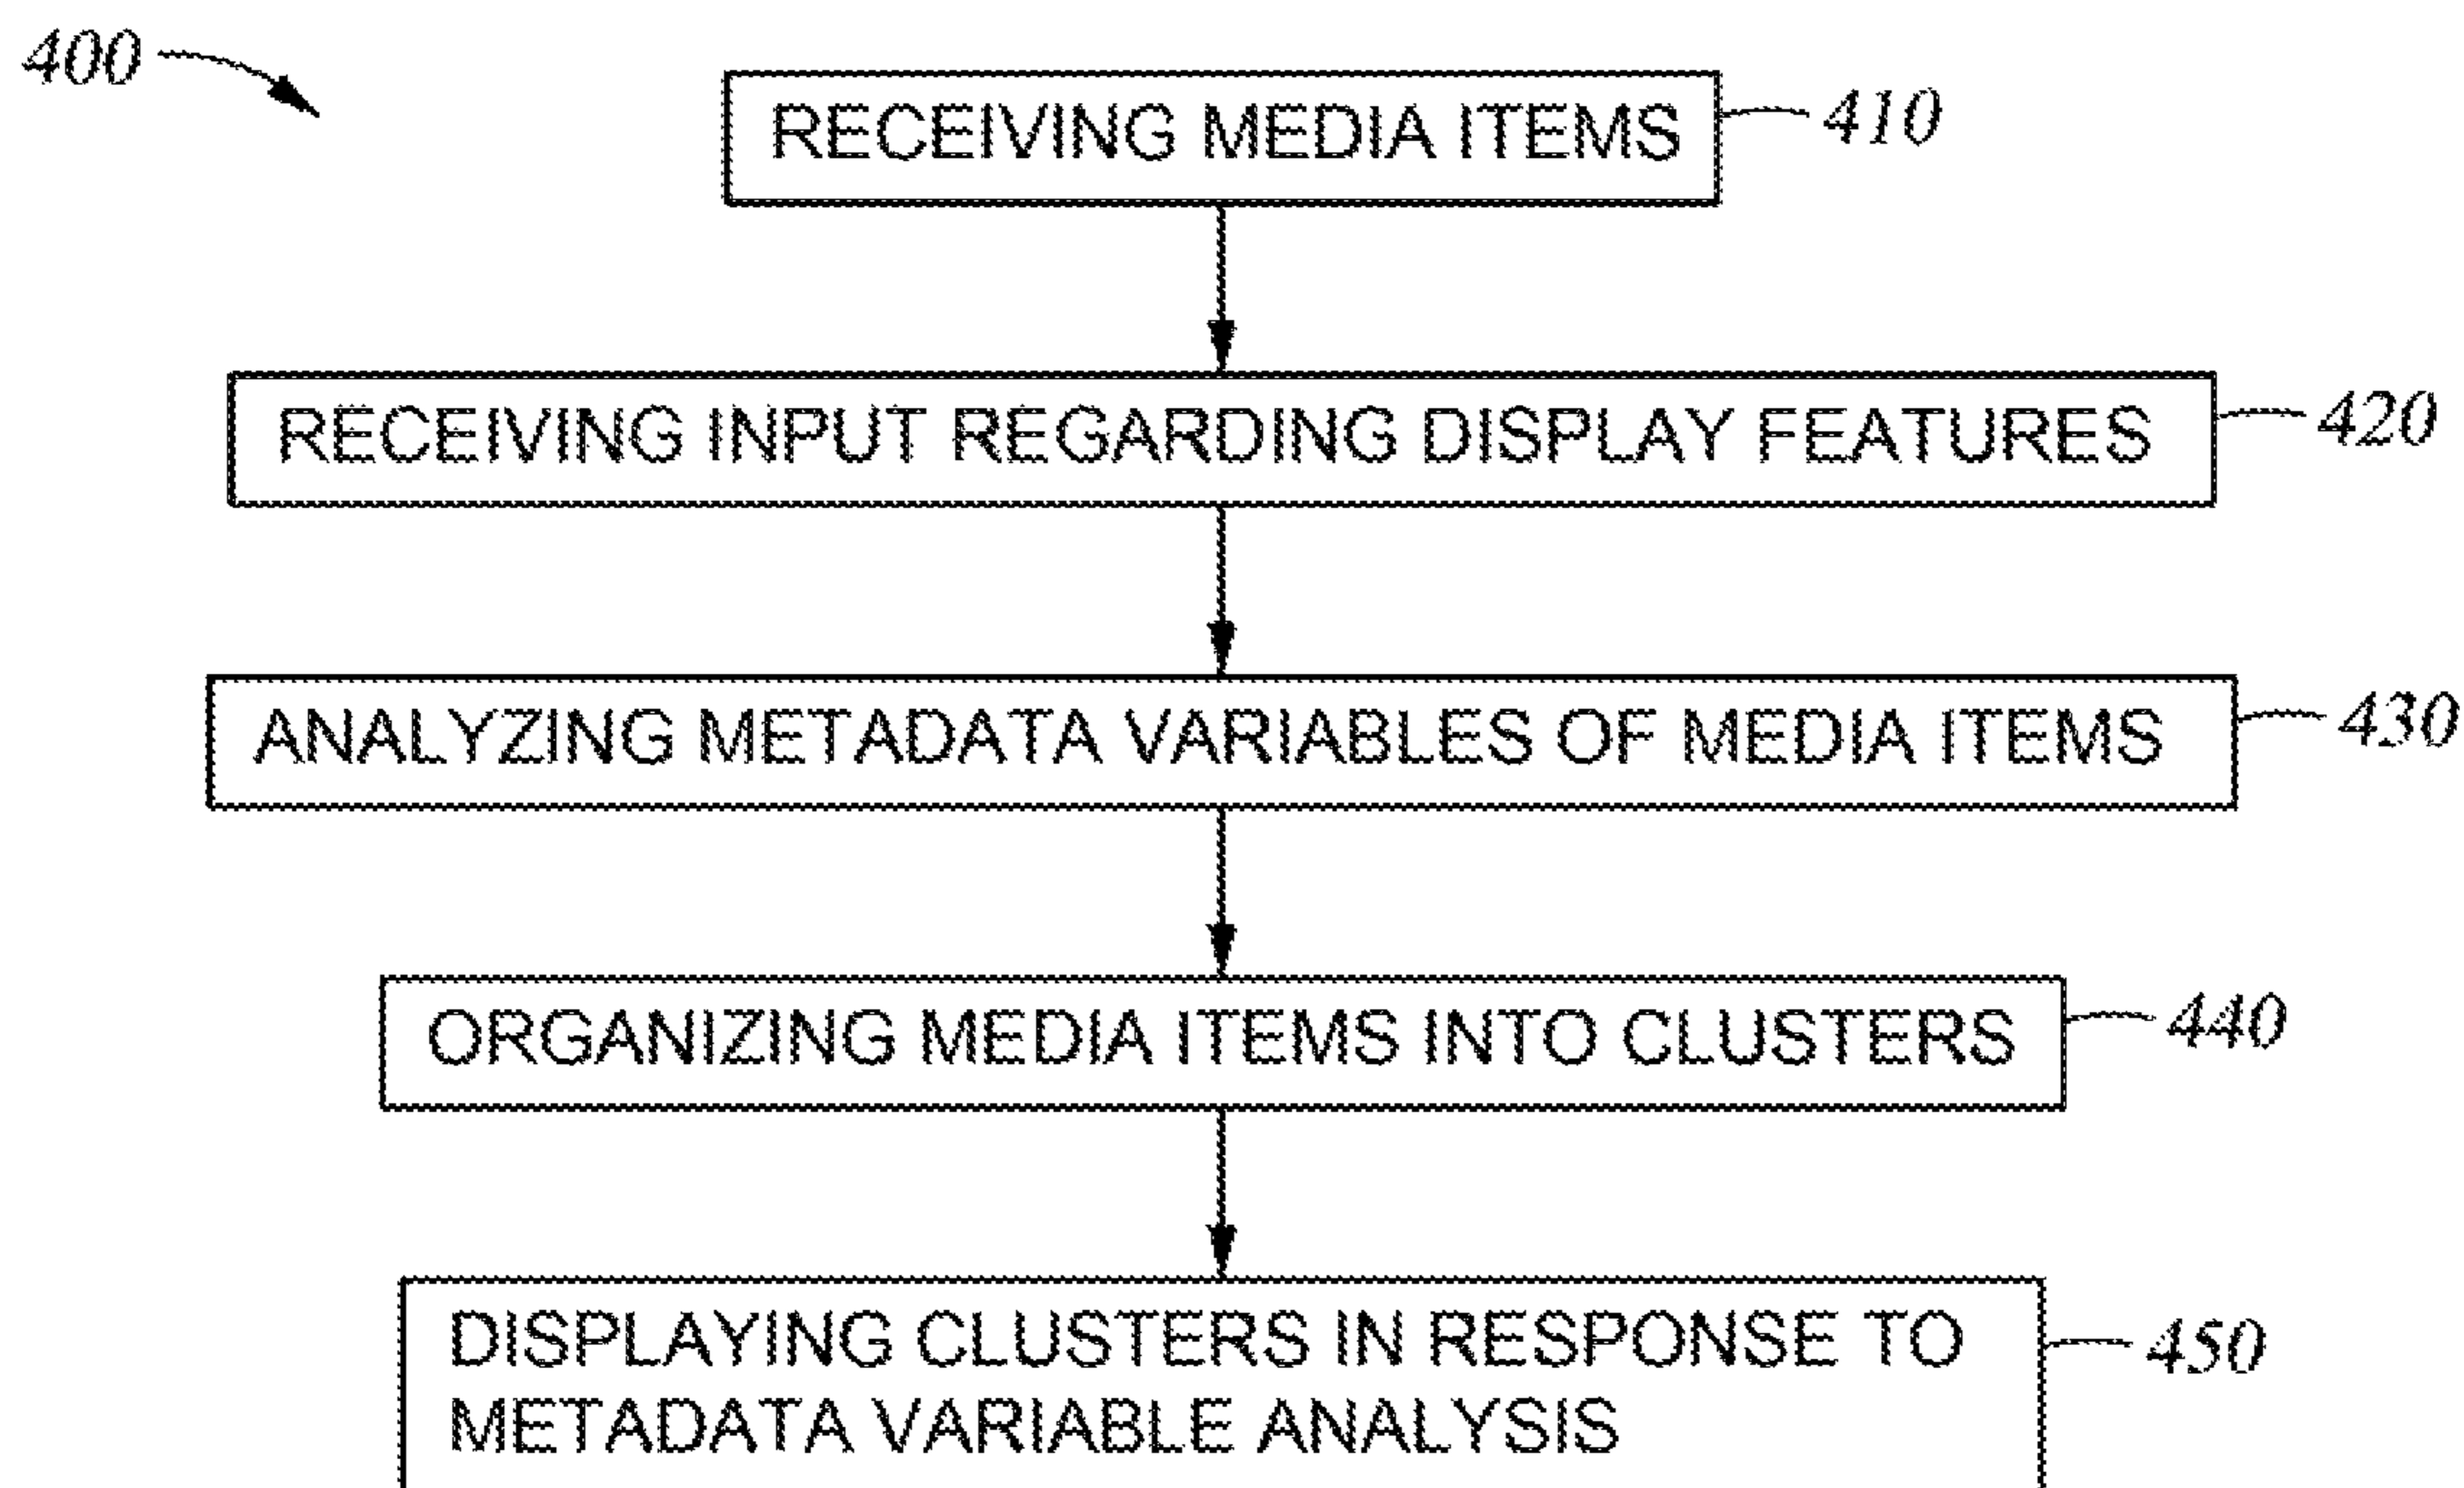 400
RECEIVING MEDIA ITEMS 410
RECEIVING INPUT REGARDING DISPLAY FEATURES 420
ANALYZING METADATA VARIABLES OF MEDIA ITEMS 430
ORGANIZING MEDIA ITEMS INTO CLUSTERS 440
DISPLAYING CLUSTERS IN RESPONSE TO 450
METADATA VARIABLE ANALYSIS